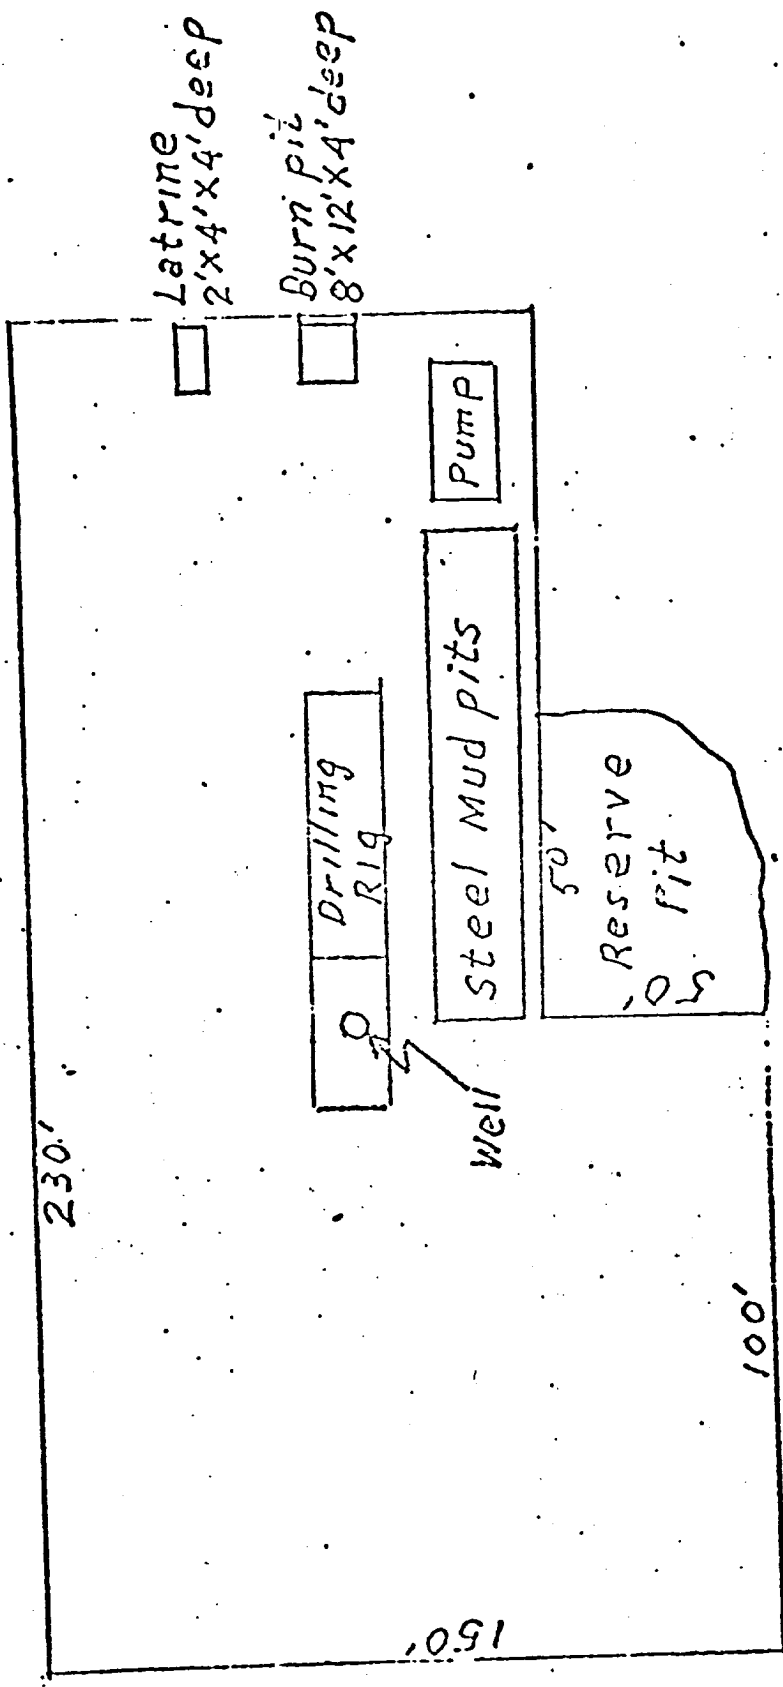 Latrine
2'x4'x4' deep
Burn pit
8'x12'x4' deep
230'
Drilling
Rig
Pump
Steel Mud pits
Well
50'
Reserve
Pit
50'
150'
100'